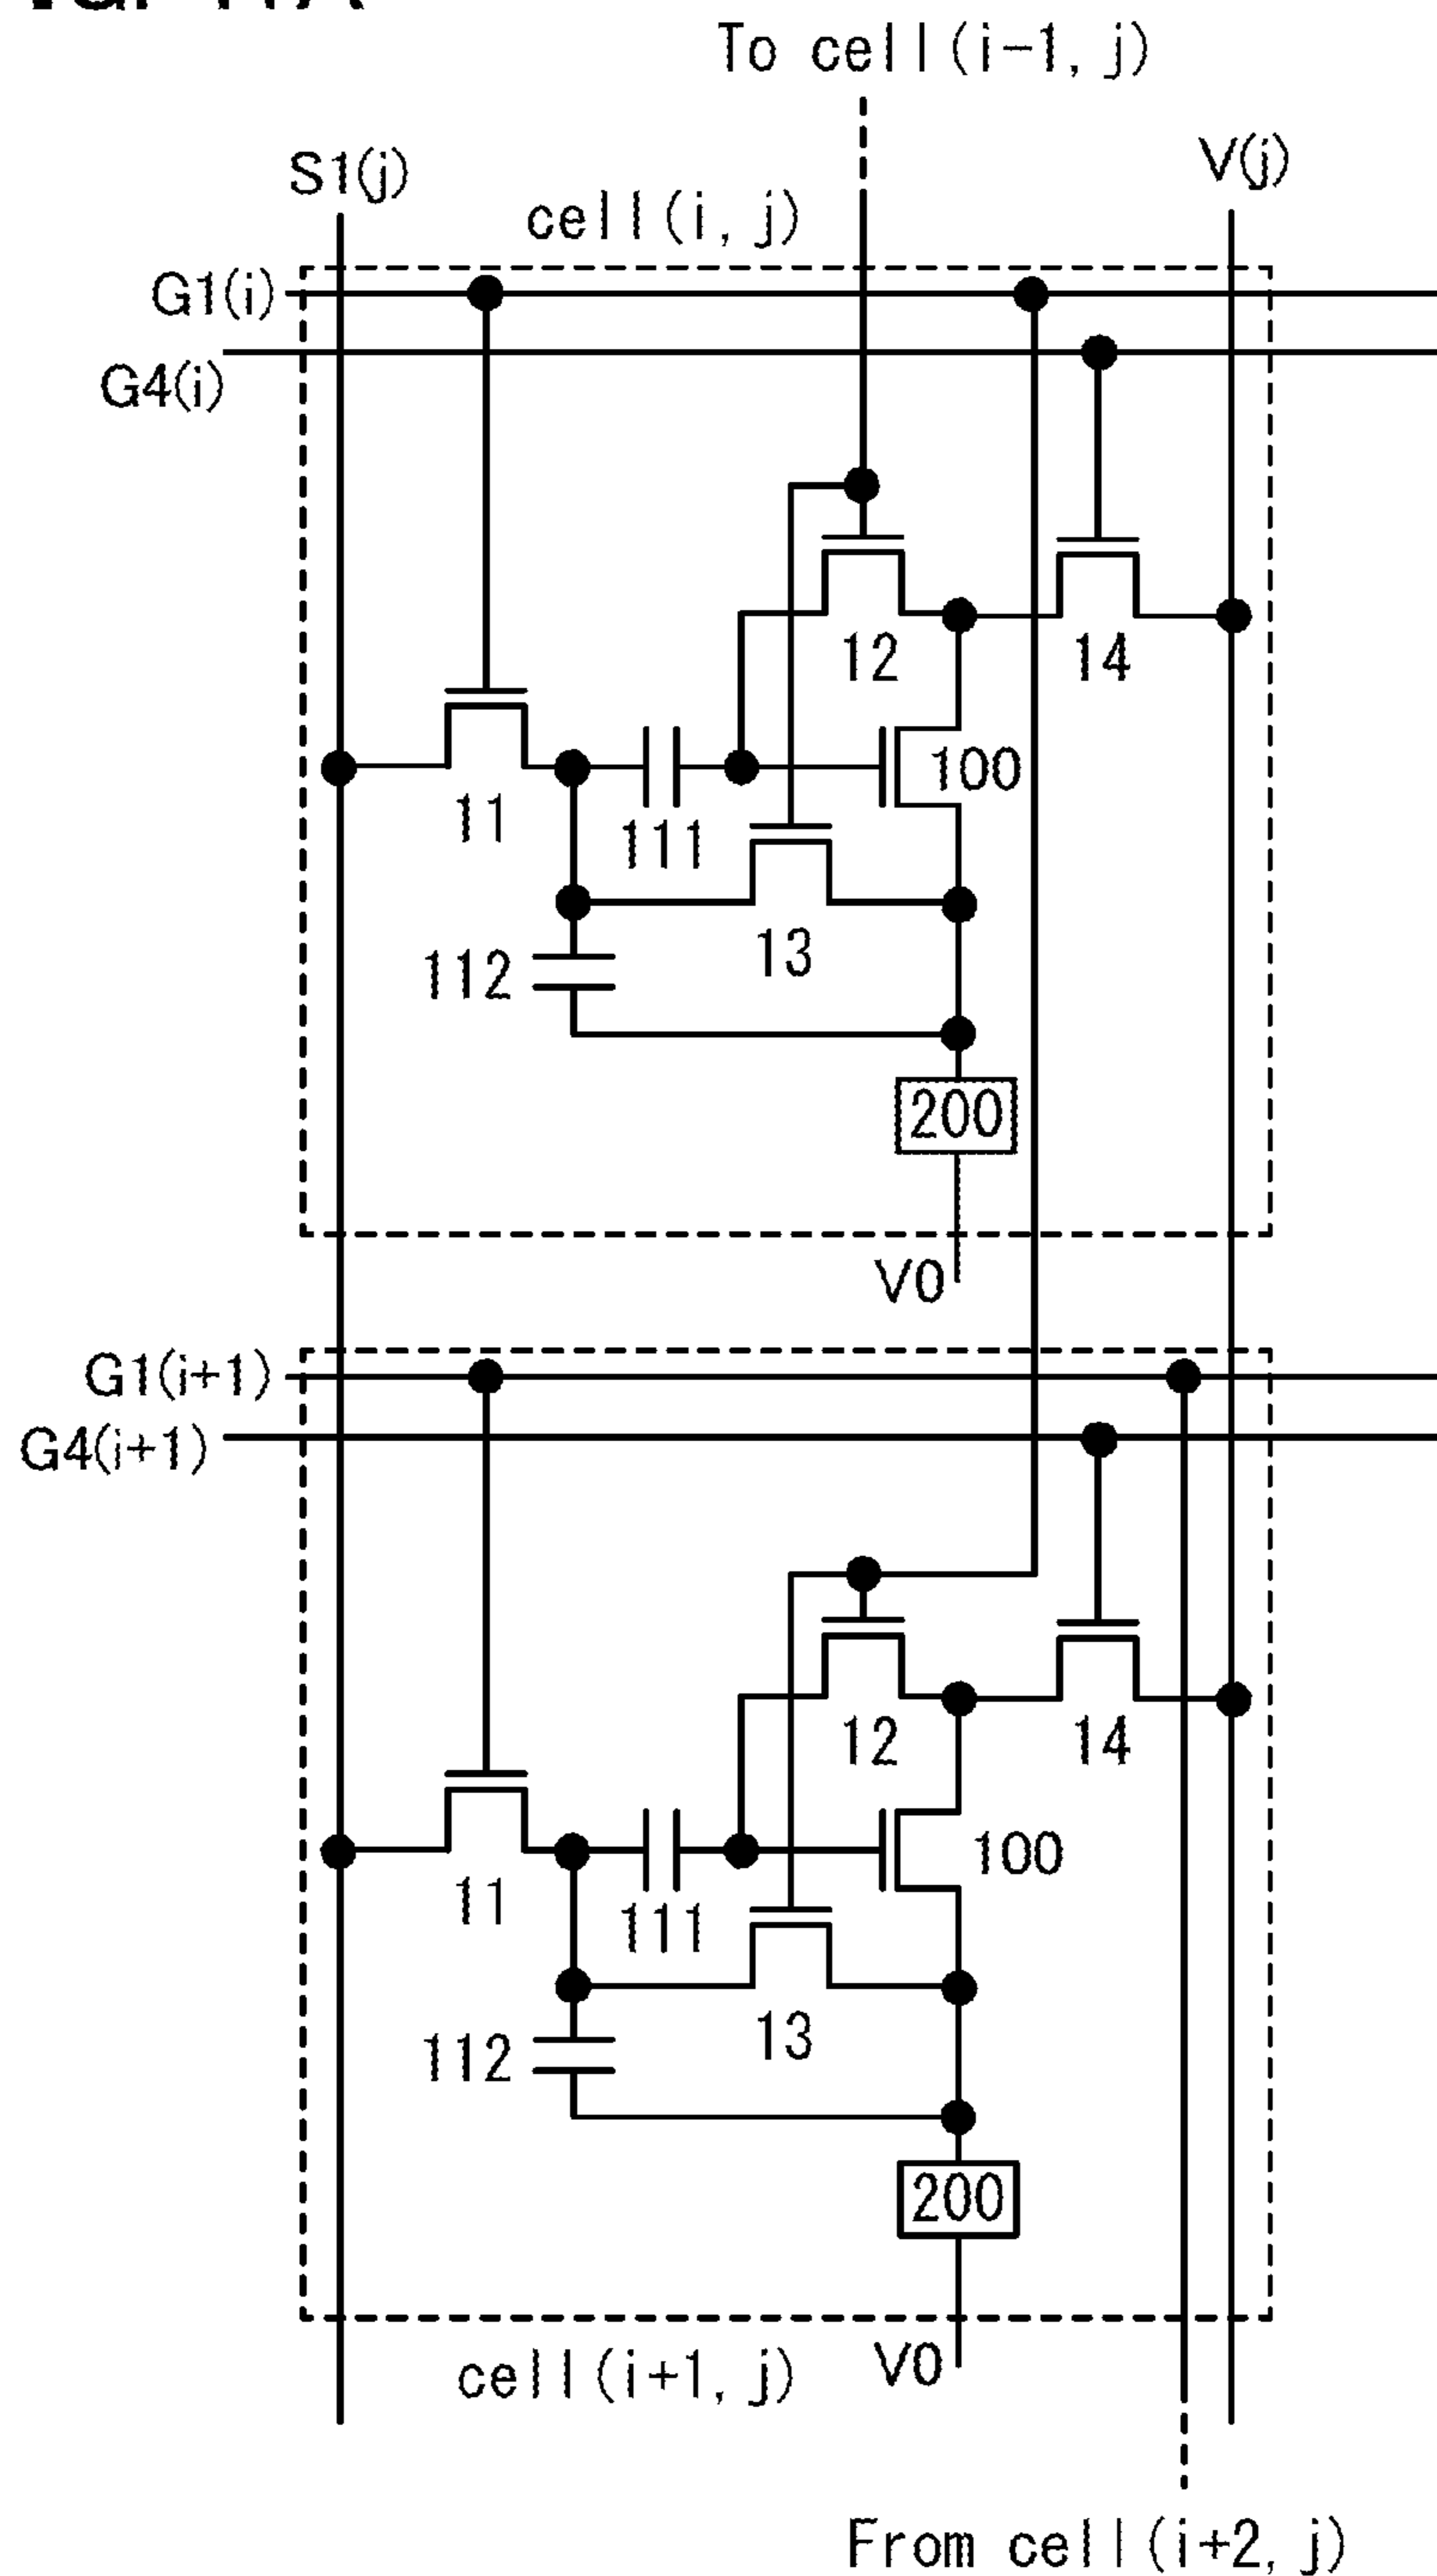 To cell(i-1, j)
S1(j)
V(j)
cell(i, j)
G1(i)
G4(i)
12
14
100
11
111
13
112
200
V0
G1(i+1)
G4(i+1)
12
14
100
11
111
13
112
200
V0
cell(i+1, j)
From cell(i+2, j)